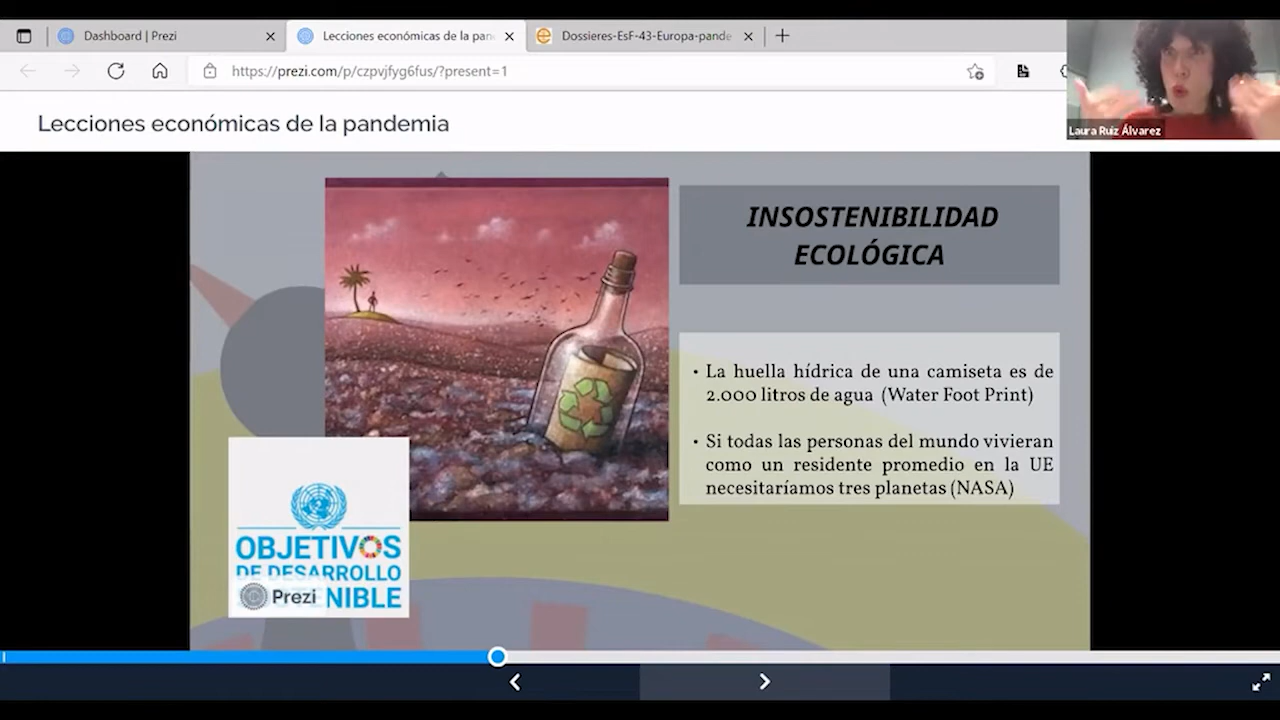 Dashboard | Prezi
Lecciones económicas de la pan
Dossieres-EsF-43-Europa-pande
https://prezi.com/p/czpvjfyg6fus/?present=1
Laura Ruiz Álvarez
Lecciones económicas de la pandemia
INSOSTENIBILIDAD
ECOLÓGICA
• La huella hídrica de una camiseta es de
2.000 litros de agua (Water Foot Print)
• Si todas las personas del mundo vivieran
como un residente promedio en la UE
necesitaríamos tres planetas (NASA)
OBJETIVOS
DE DESARROLLO
Prezi
NIBLE